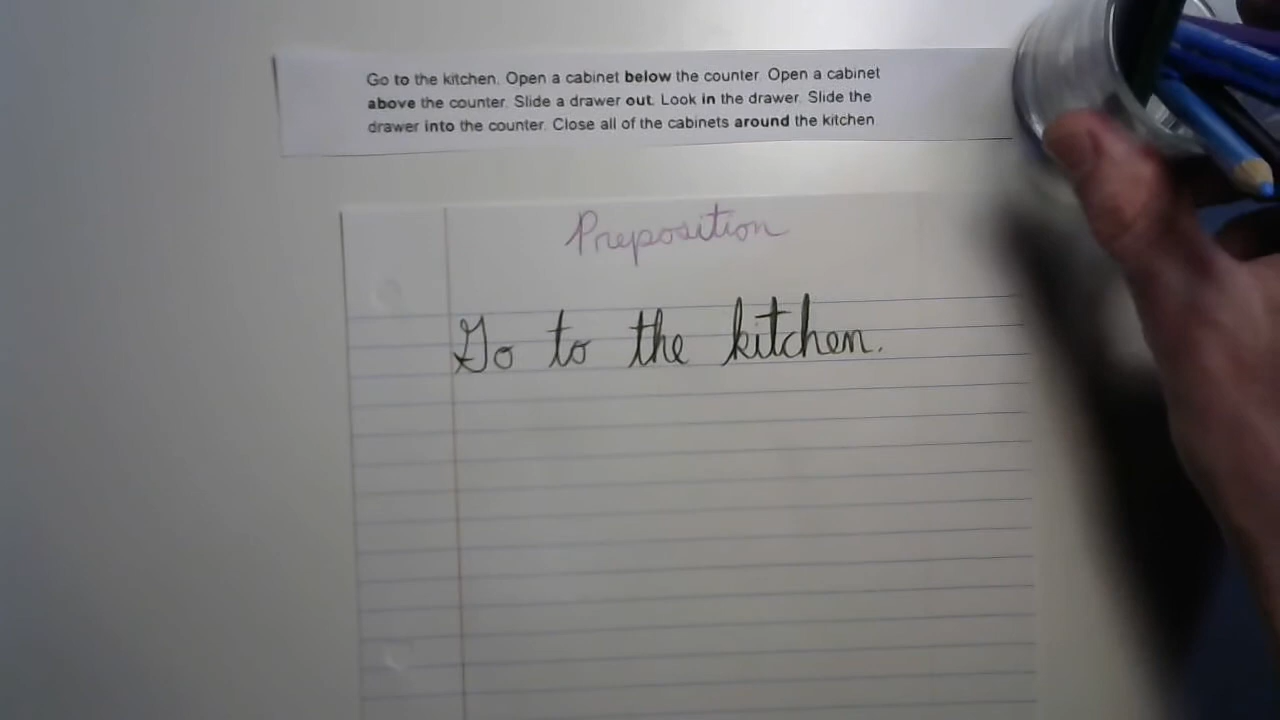 Go to the kitchen. Open a cabinet below the counter. Open a cabinet
above the counter. Slide a drawer out. Look in the drawer. Slide the
drawer into the counter. Close all of the cabinets around the kitchen.
Preposition
Go to the kitchen.